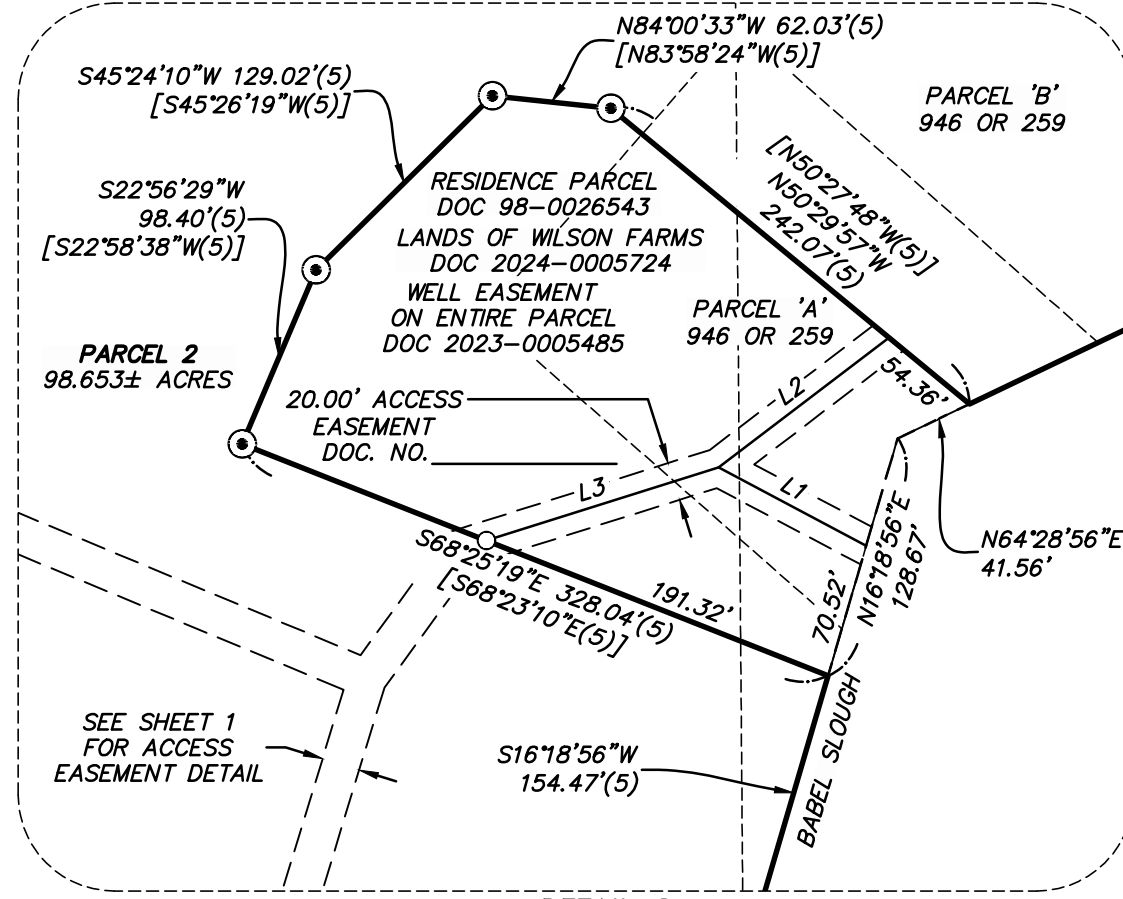 N84°00'33"W 62.03'(5)
[N83°58'24"W(5)]
S45°24'10"W 129.02'(5)
[S45°26'19"W(5)]
PARCEL 'B'
946 OR 259
[N50°27'48"W(5)]
N50°29'57"W
242.07'(5)
S22°56'29"W
98.40'(5)
[S22°58'38"W(5)]
RESIDENCE PARCEL
DOC 98-0026543
LANDS OF WILSON FARMS
DOC 2024-0005724
WELL EASEMENT
ON ENTIRE PARCEL
DOC 2023-0005485
PARCEL 'A'
946 OR 259
PARCEL 2
98.653± ACRES
54.36'
L2
20.00' ACCESS
EASEMENT
DOC. NO.
L3
L1
N64°28'56"E
41.56'
N16°18'56"E
128.67'
70.52'
S68°25'19"E 328.04'(5)
[S68°23'10"E(5)]
191.32'
SEE SHEET 1
FOR ACCESS
EASEMENT DETAIL
S16°18'56"W
154.47'(5)
BABEL SLOUGH